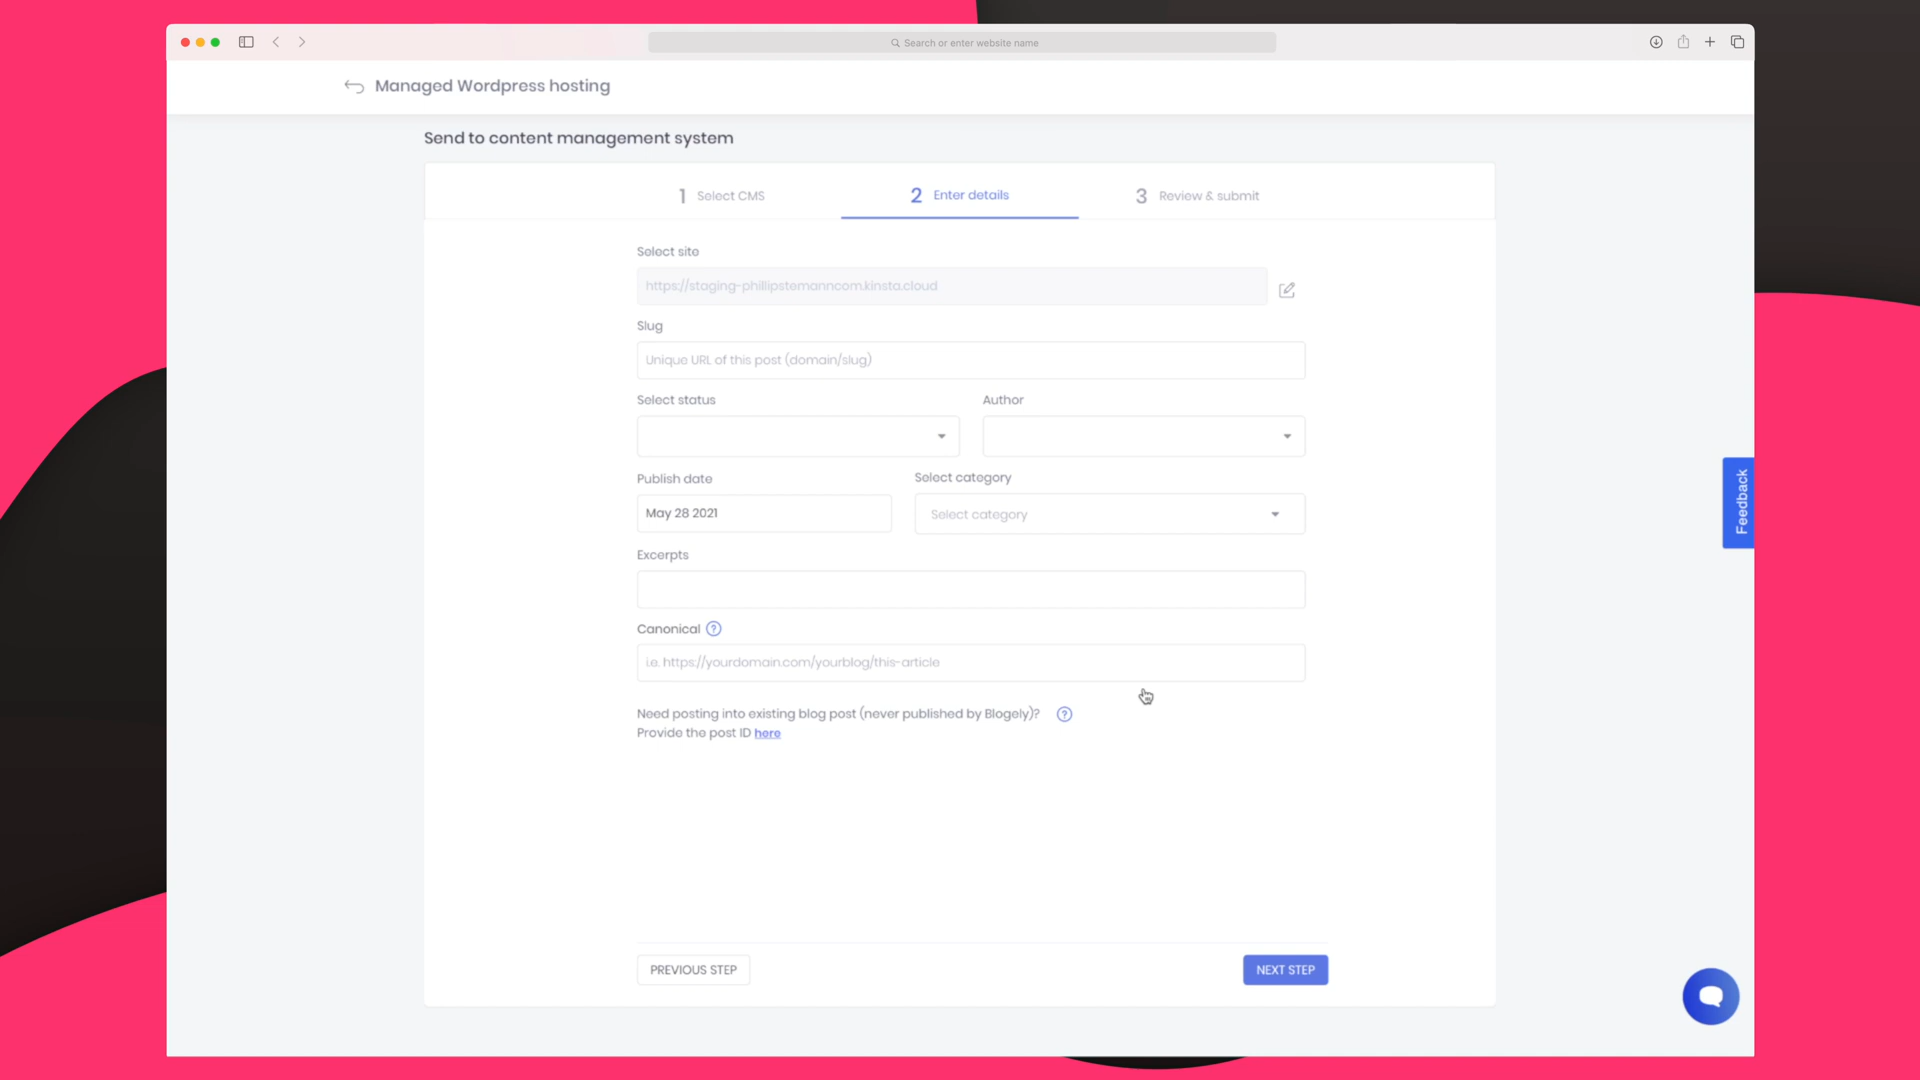 Search or enter website name
Managed Wordpress hosting
Send to content management system
1 Select CMS
2 Enter details
3 Review & submit
Select site
https://staging-phillipstemanncom.kinsta.cloud
Slug
Unique URL of this post (domain/slug)
Select status
Author
Publish date
Select category
May 28 2021
Select category
Feedback
Excerpts
Canonical ?
i.e. https://yourdomain.com/yourblog/this-article
Need posting into existing blog post (never published by Blogely)? ?
Provide the post ID here
PREVIOUS STEP
NEXT STEP